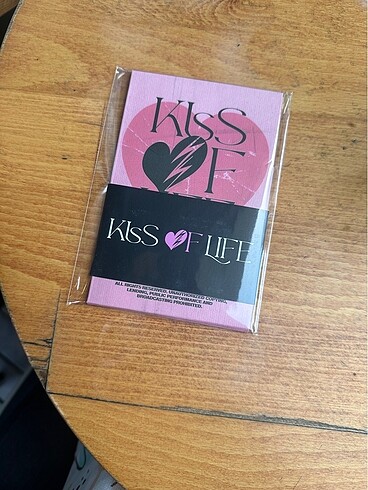 KISS
OF
KISS OF LIFE
ALL RIGHTS RESERVED. UNAUTHORIZED COPYING,
LENDING, PUBLIC PERFORMANCE AND
BROADCASTING PROHIBITED.